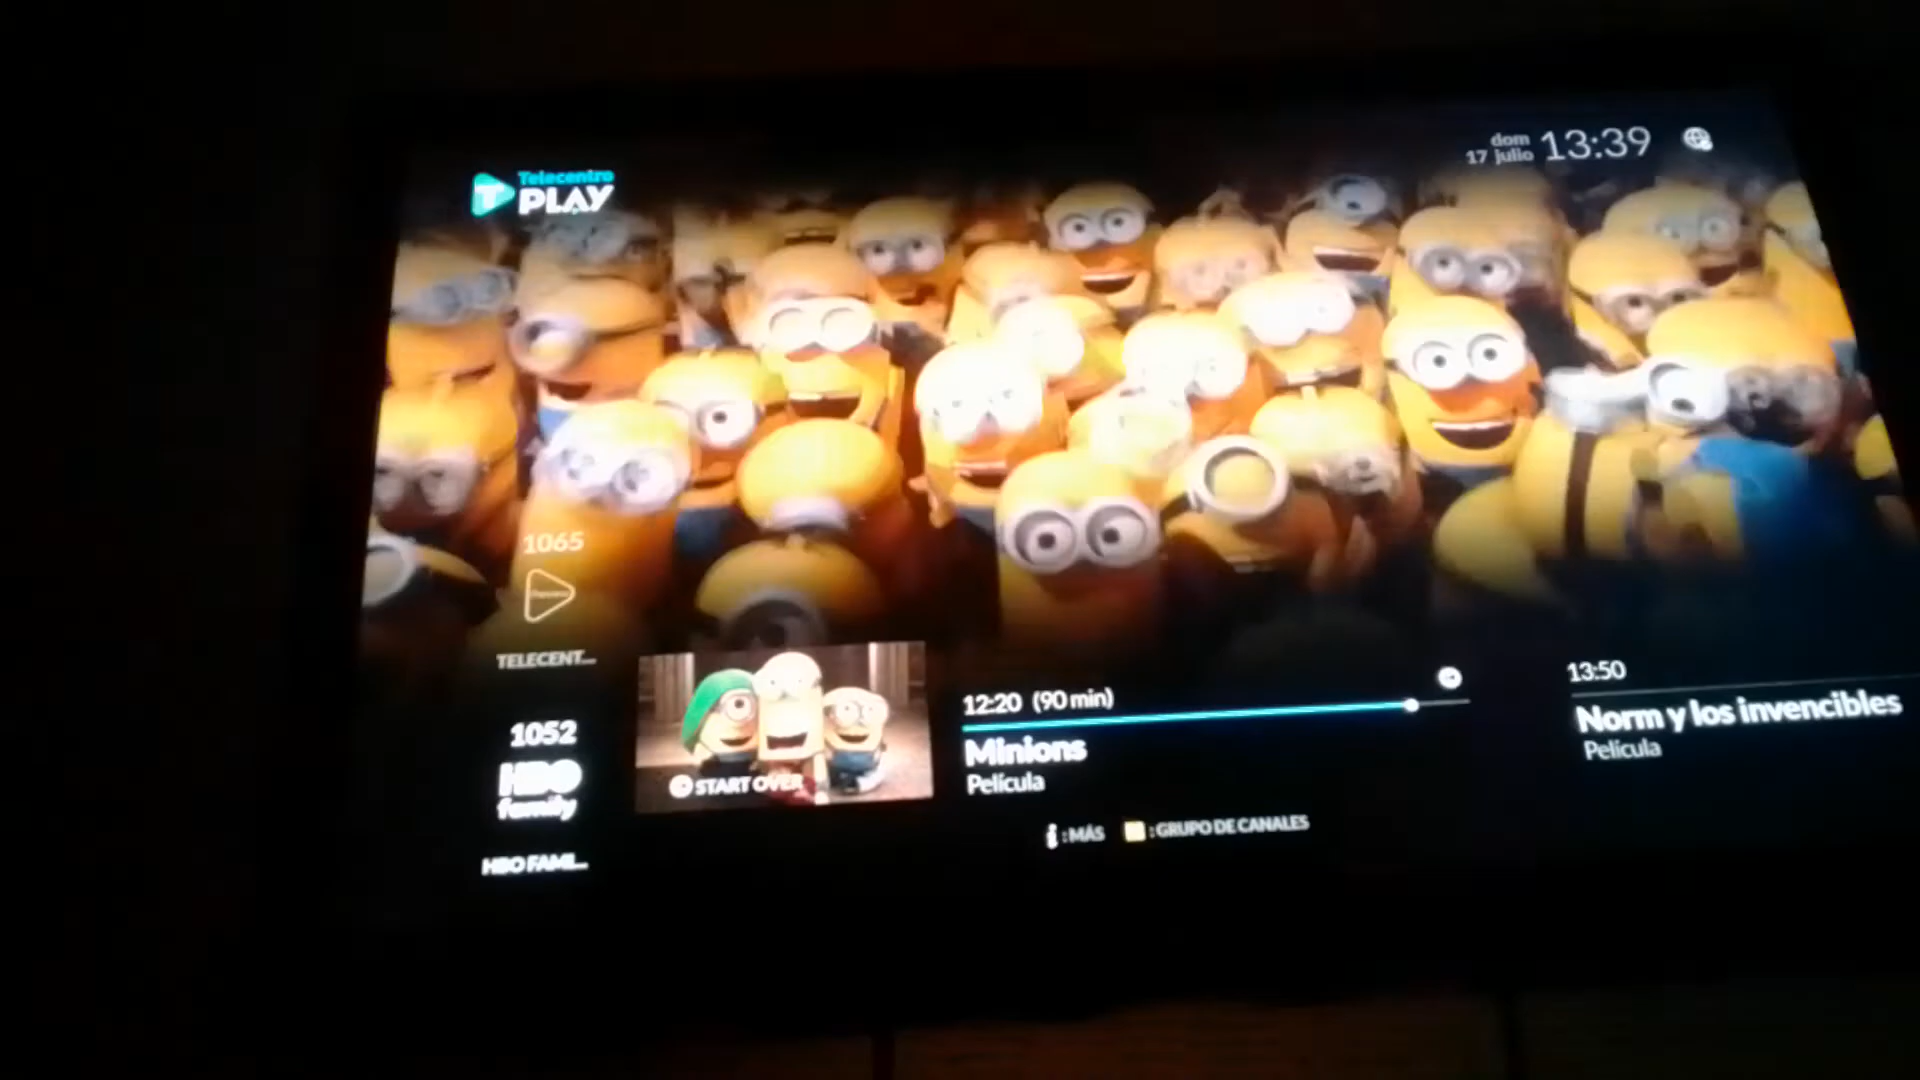 Telecentro
PLAY
dom
17 julio
13:39
1065
TELECENT...
1052
HBO
family
HBO FAMI...
START OVER
12:20 (90 min)
Minions
Película
13:50
Norm y los invencibles
Película
i : MÁS
: GRUPO DE CANALES